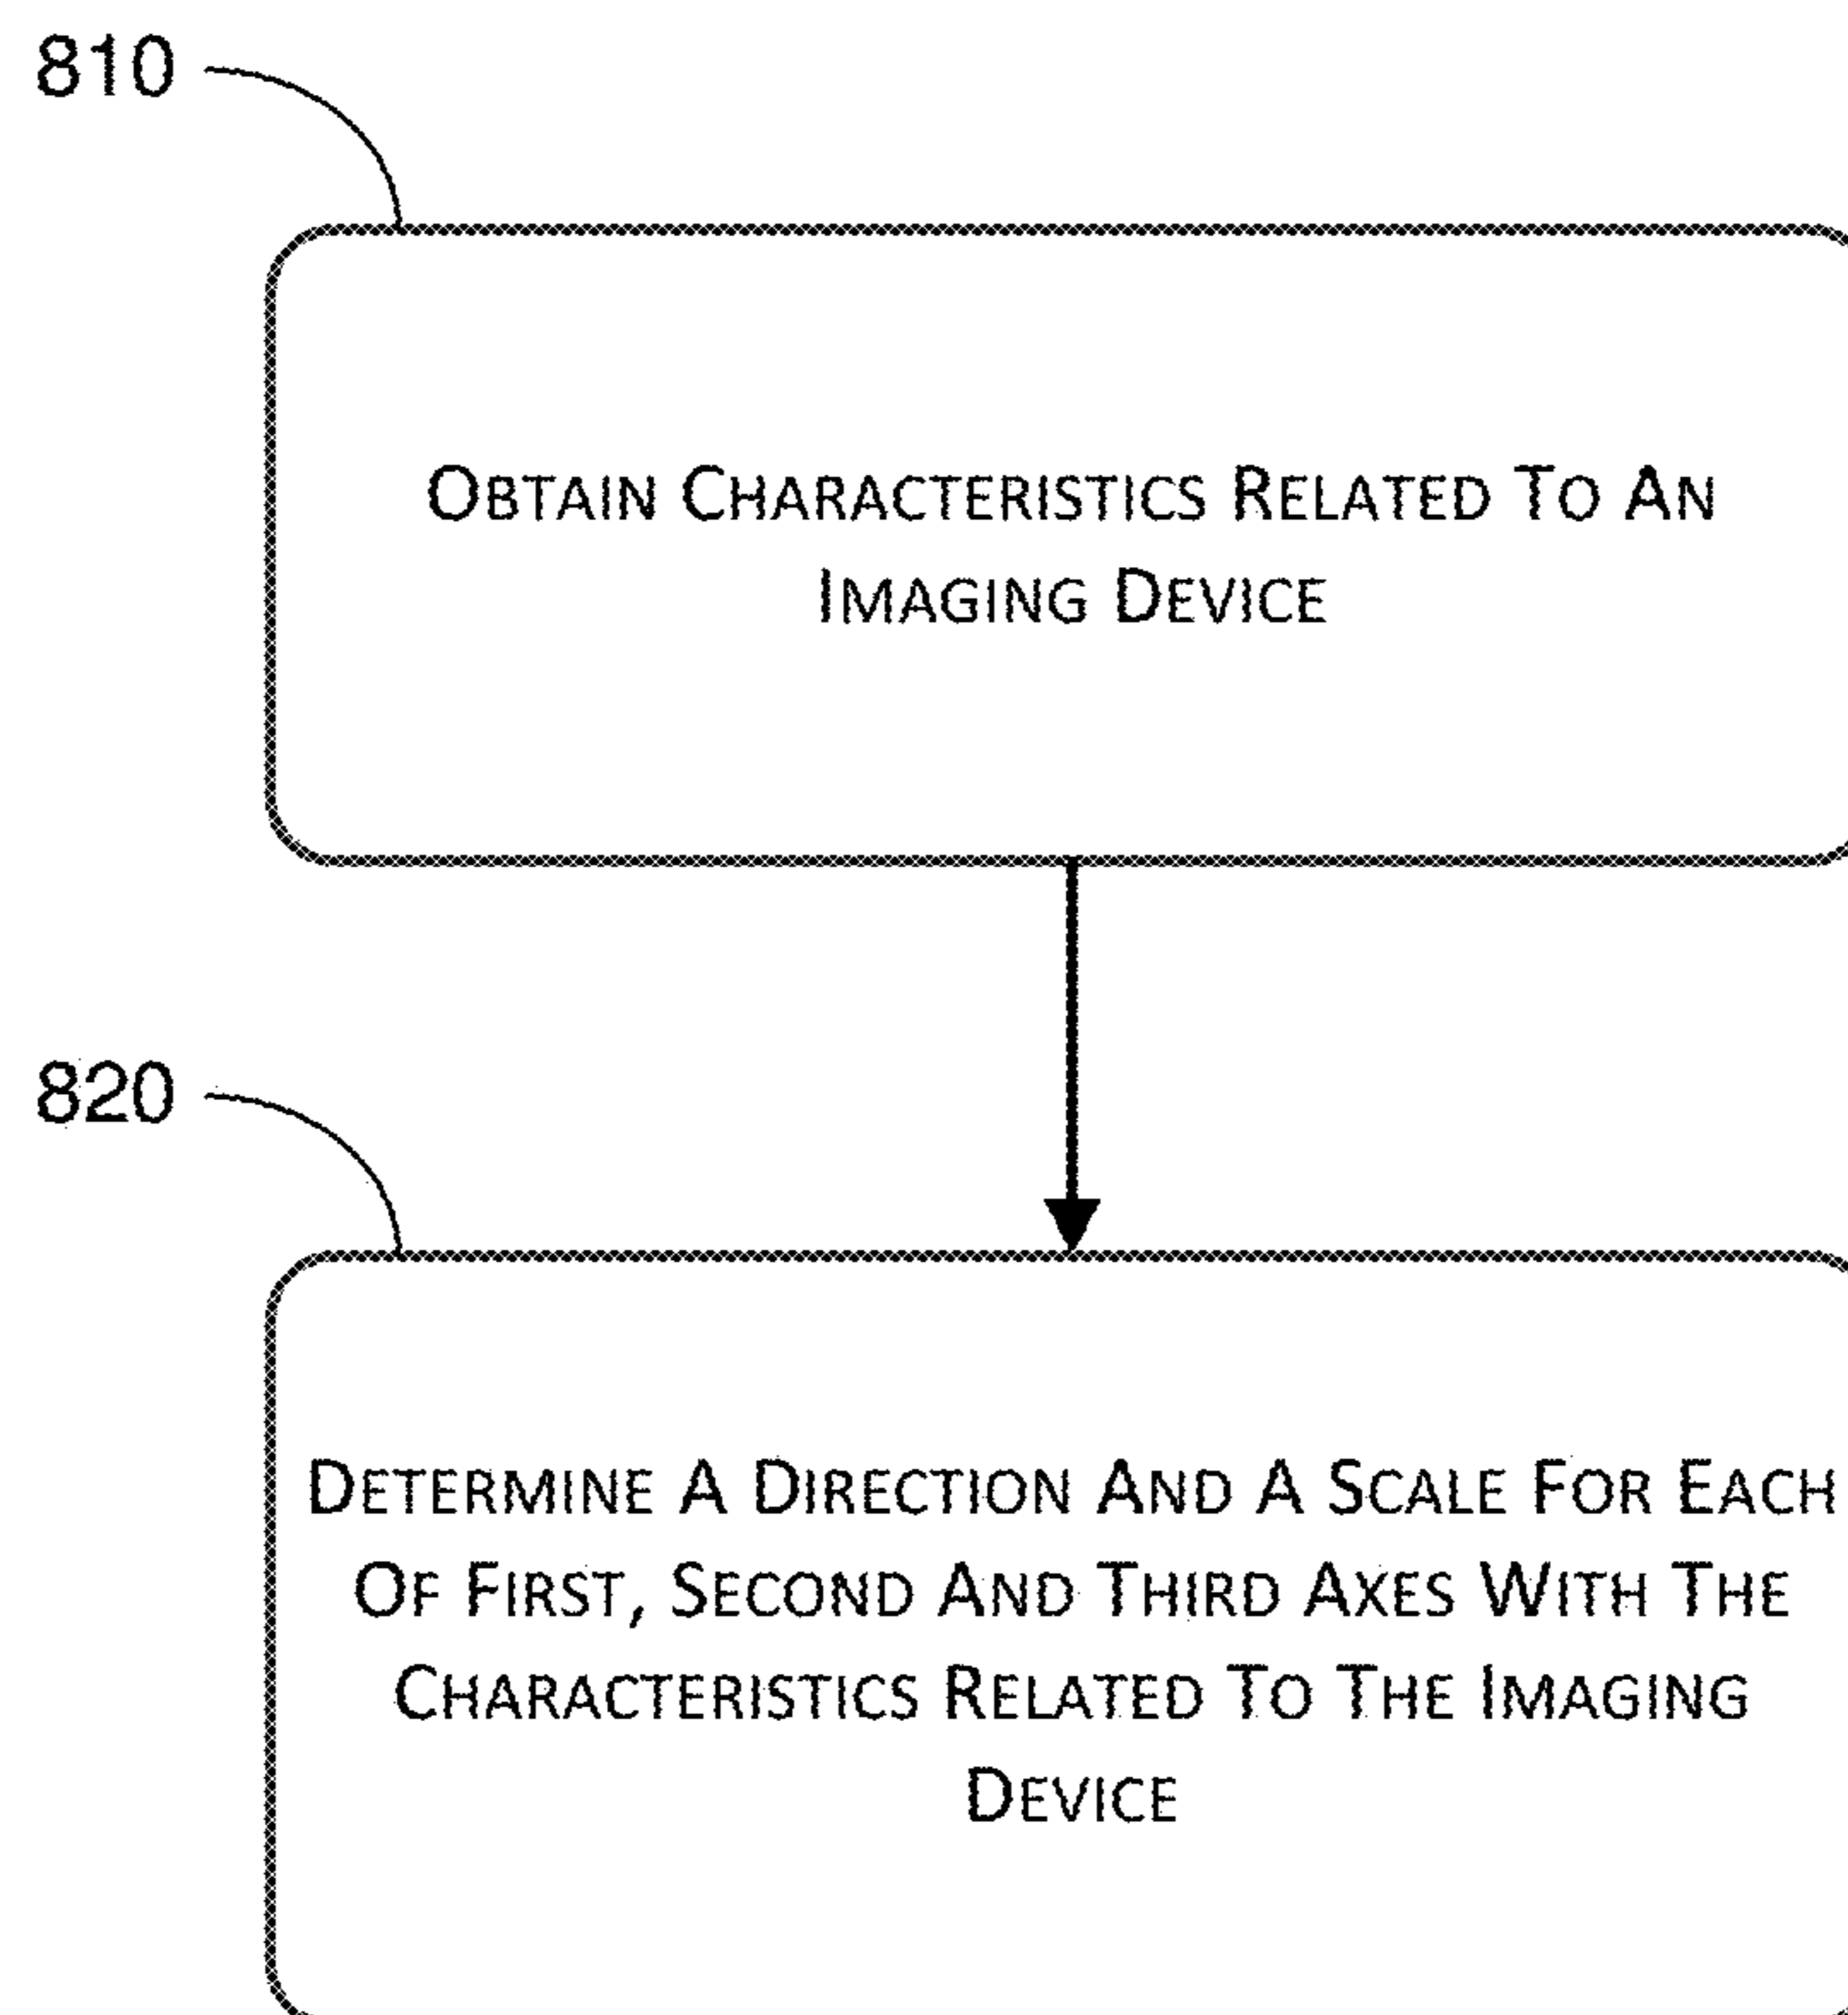 810
OBTAIN CHARACTERISTICS RELATED TO AN
IMAGING DEVICE
820
DETERMINE A DIRECTION AND A SCALE FOR EACH
OF FIRST, SECOND AND THIRD AXES WITH THE
CHARACTERISTICS RELATED TO THE IMAGING
DEVICE